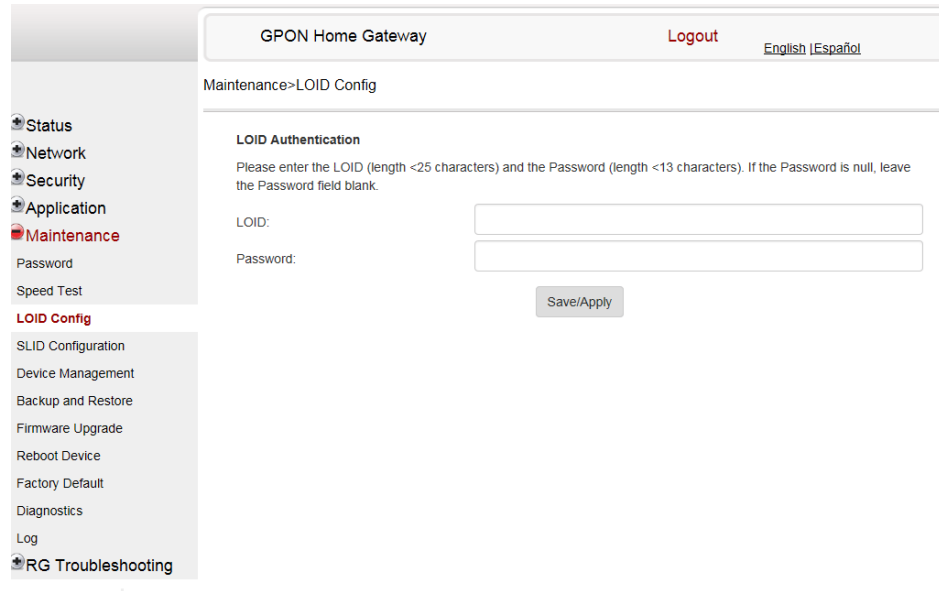 GPON Home Gateway
Logout
English |Español
Maintenance>LOID Config
Status
Network
Security
Application
Maintenance
Password
Speed Test
LOID Config
SLID Configuration
Device Management
Backup and Restore
Firmware Upgrade
Reboot Device
Factory Default
Diagnostics
Log
RG Troubleshooting
LOID Authentication
Please enter the LOID (length <25 characters) and the Password (length <13 characters). If the Password is null, leave
the Password field blank.
LOID:
Password:
Save/Apply